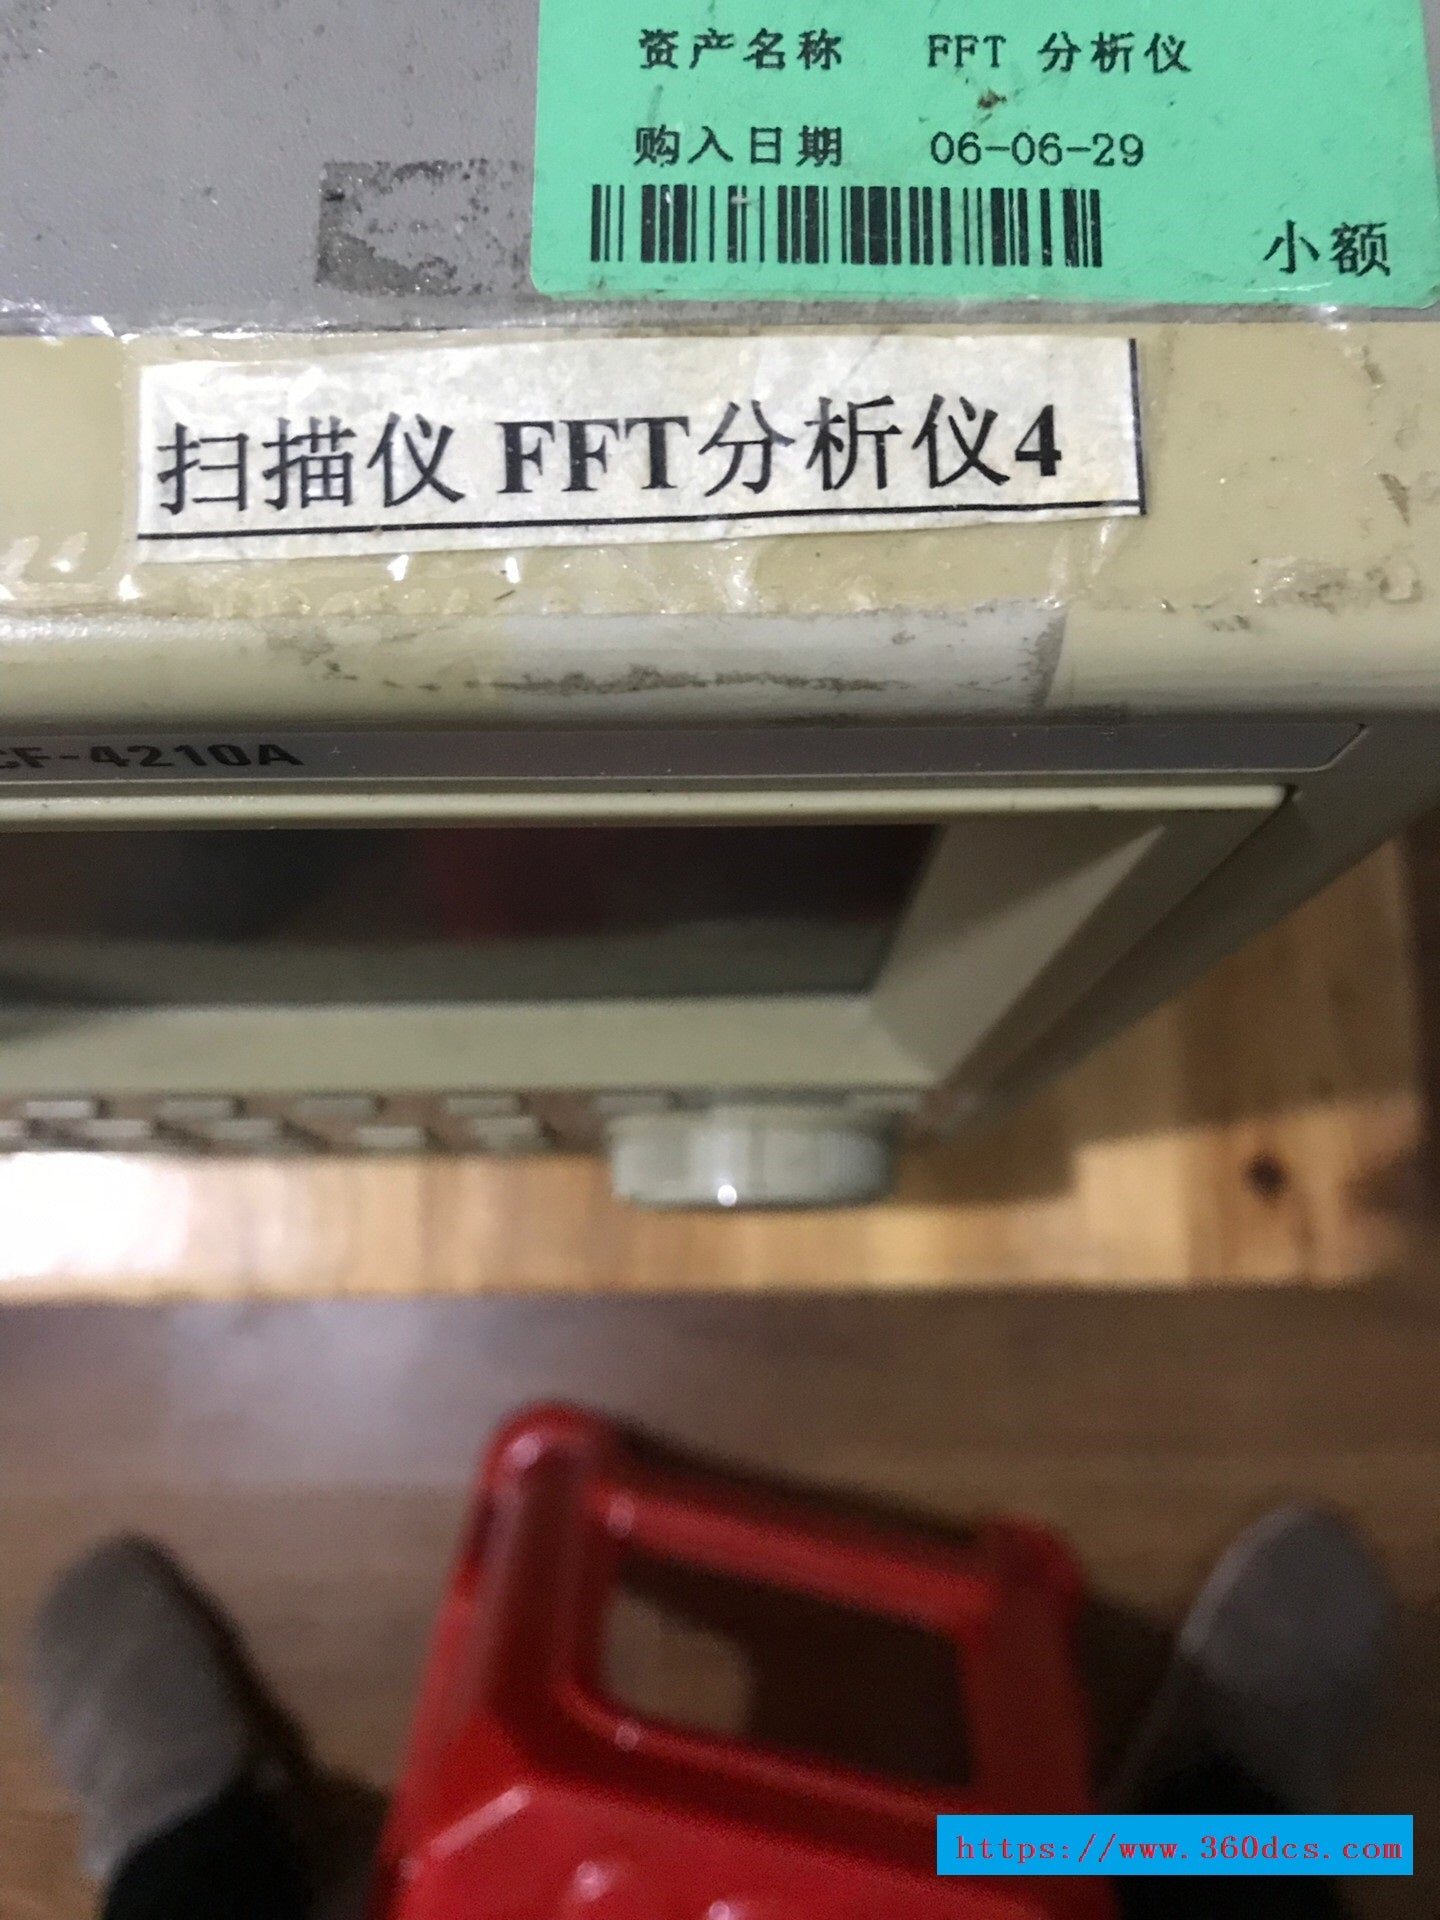 资产名称 FFT 分析仪
购入日期 06-06-29
小额
扫描仪 FFT分析仪4
CF-4210A
https://www.360dcs.com